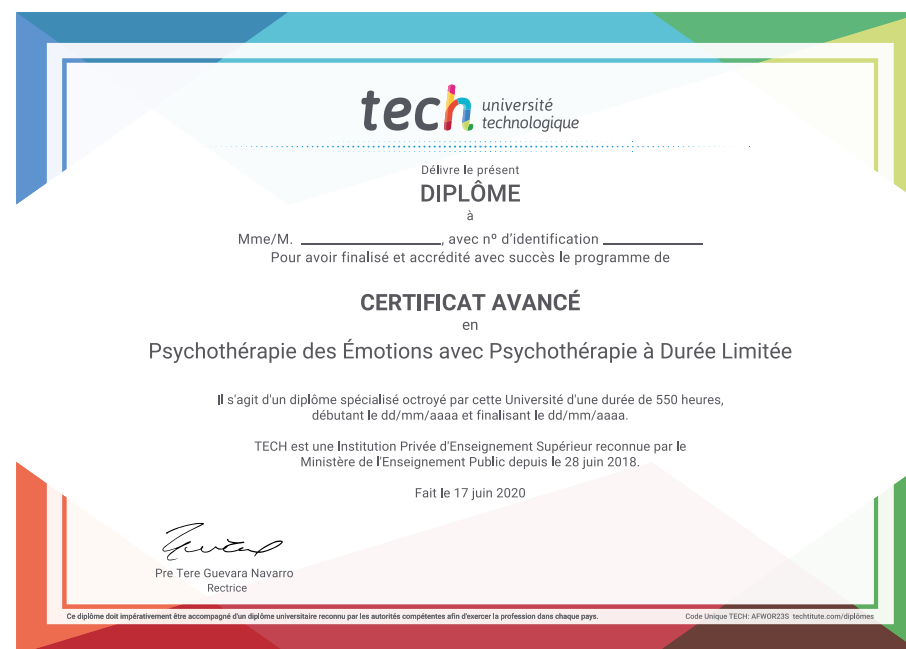 tech université
technologique
Délivre le présent
DIPLÔME
à
Mme/M. ____________________, avec nº d'identification ______________
Pour avoir finalisé et accrédité avec succès le programme de
CERTIFICAT AVANCÉ
en
Psychothérapie des Émotions avec Psychothérapie à Durée Limitée
Il s'agit d'un diplôme spécialisé octroyé par cette Université d'une durée de 550 heures,
débutant le dd/mm/aaaa et finalisant le dd/mm/aaaa.
TECH est une Institution Privée d'Enseignement Supérieur reconnue par le
Ministère de l'Enseignement Public depuis le 28 juin 2018.
Fait le 17 juin 2020
Pre Tere Guevara Navarro
Rectrice
Ce diplôme doit impérativement être accompagné d'un diplôme universitaire reconnu par les autorités compétentes afin d'exercer la profession dans chaque pays.
Code Unique TECH: AFWOR23S techtitute.com/diplômes